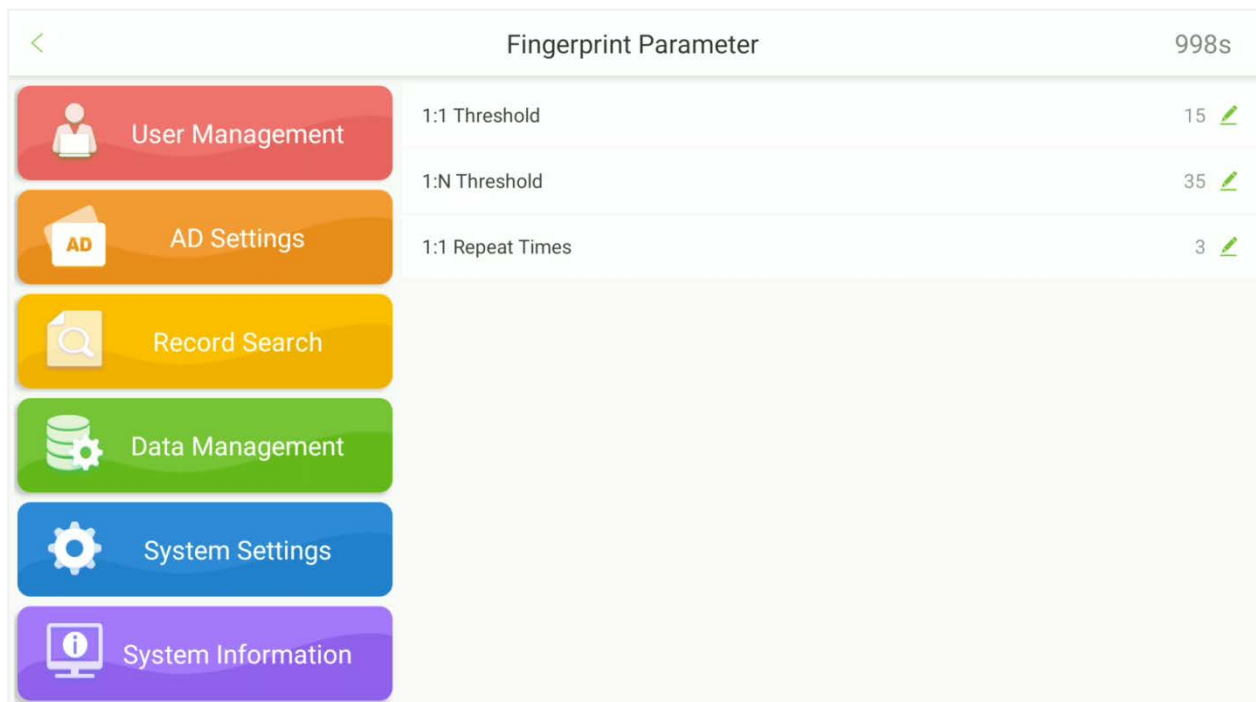 Fingerprint Parameter
998s
User Management
AD
AD Settings
Record Search
Data Management
System Settings
i
System Information
1:1 Threshold 15
1:N Threshold 35
1:1 Repeat Times 3